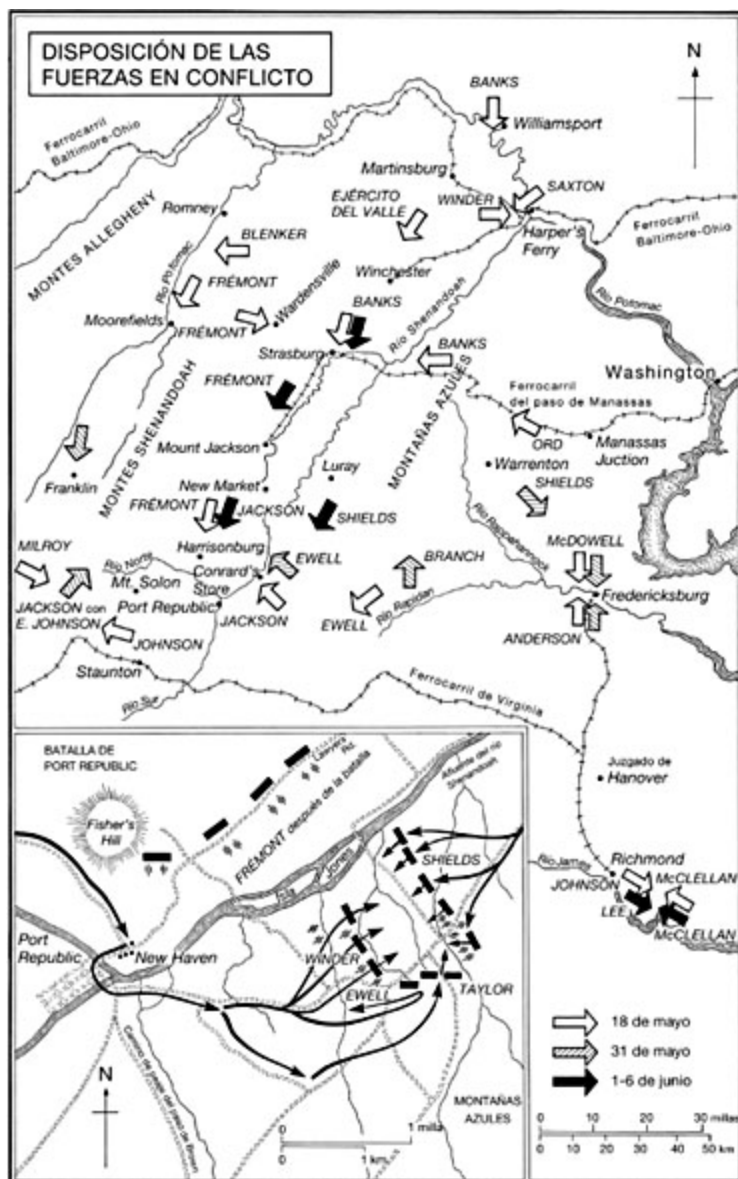 DISPOSICIÓN DE LAS
FUERZAS EN CONFLICTO
N
BANKS
Williamsport
Ferrocarril
Baltimore-Ohio
Martinsburg
SAXTON
WINDER
EJÉRCITO
DEL VALLE
Romney
MONTES ALLEGHENY
BLENKER
Harper's
Ferry
Ferrocarril
Baltimore-Ohio
Río Potomac
FRÉMONT
Wardensville
Winchester
Río Shenandoah
Río Potomac
Moorefields
FRÉMONT
BANKS
Strasburg
BANKS
Washington
FRÉMONT
MONTAÑAS AZULES
Ferrocarril
del paso de Manassas
MONTES SHENANDOAH
Mount Jackson
ORD
Manassas
Juction
Franklin
Luray
Warrenton
New Market
SHIELDS
FRÉMONT
JACKSON
SHIELDS
Río Rappahannock
MILROY
Harrisonburg
EWELL
BRANCH
McDOWELL
Río Norte
Conrard's
Store
Mt. Solon
Fredericksburg
Port Republic
Río Rapidan
JACKSON con
E. JOHNSON
JACKSON
EWELL
ANDERSON
JOHNSON
Staunton
Ferrocarril de Virginia
Río Sur
BATALLA DE
PORT REPUBLIC
Lawyers
Rd.
Afluente del río
Shenandoah
Juzgado de
Hanover
Fisher's
Hill
FRÉMONT después de la batalla
SHIELDS
Río James
Richmond
JOHNSON
McCLELLAN
LEE
McCLELLAN
Port
Republic
New Haven
WINDER
EWELL
TAYLOR
18 de mayo
31 de mayo
1-6 de junio
N
MONTAÑAS
AZULES
0
1 milla
0
1 km
0 10 20 30 millas
0 10 20 30 40 50 km